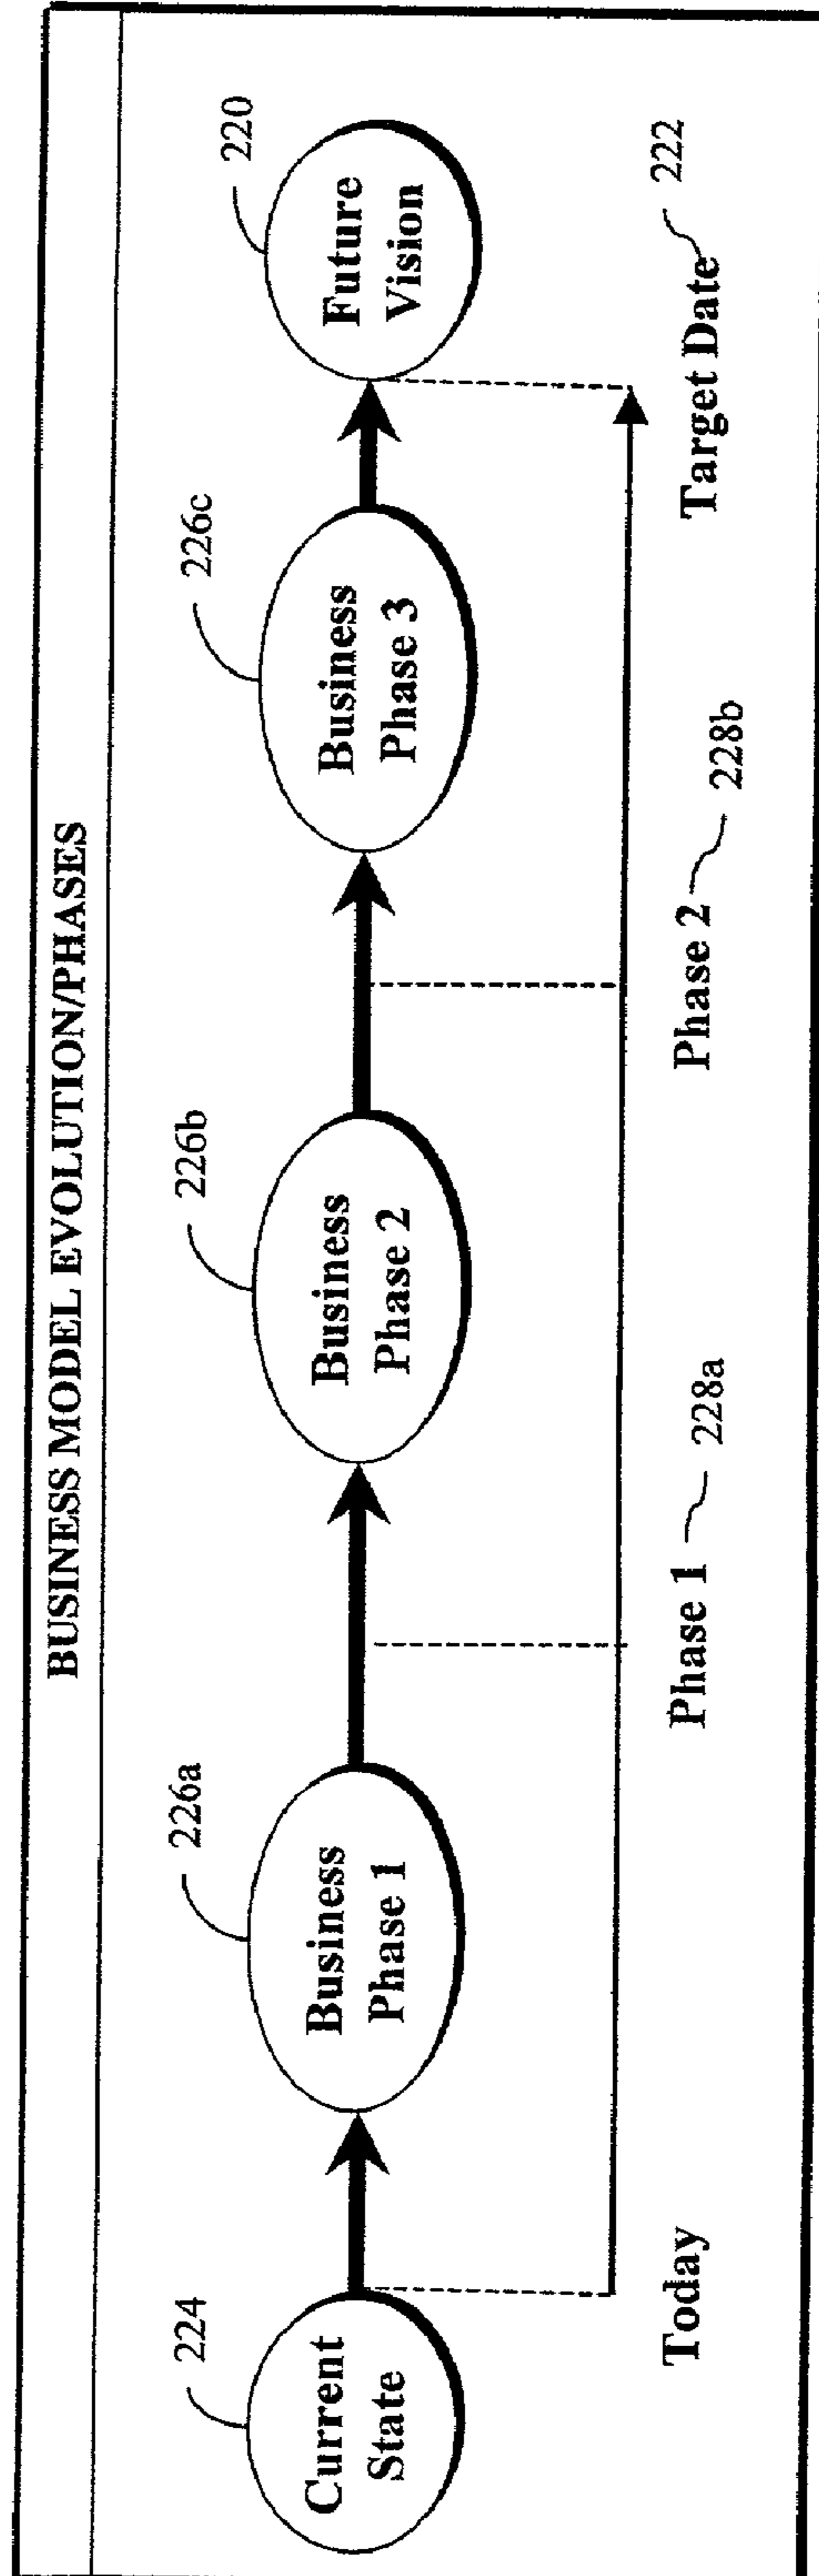 BUSINESS MODEL EVOLUTION/PHASES
224
226a
226b
226c
220
Current
State
Business
Phase 1
Business
Phase 2
Business
Phase 3
Future
Vision
Today
Phase 1
228a
Phase 2
228b
Target Date
222